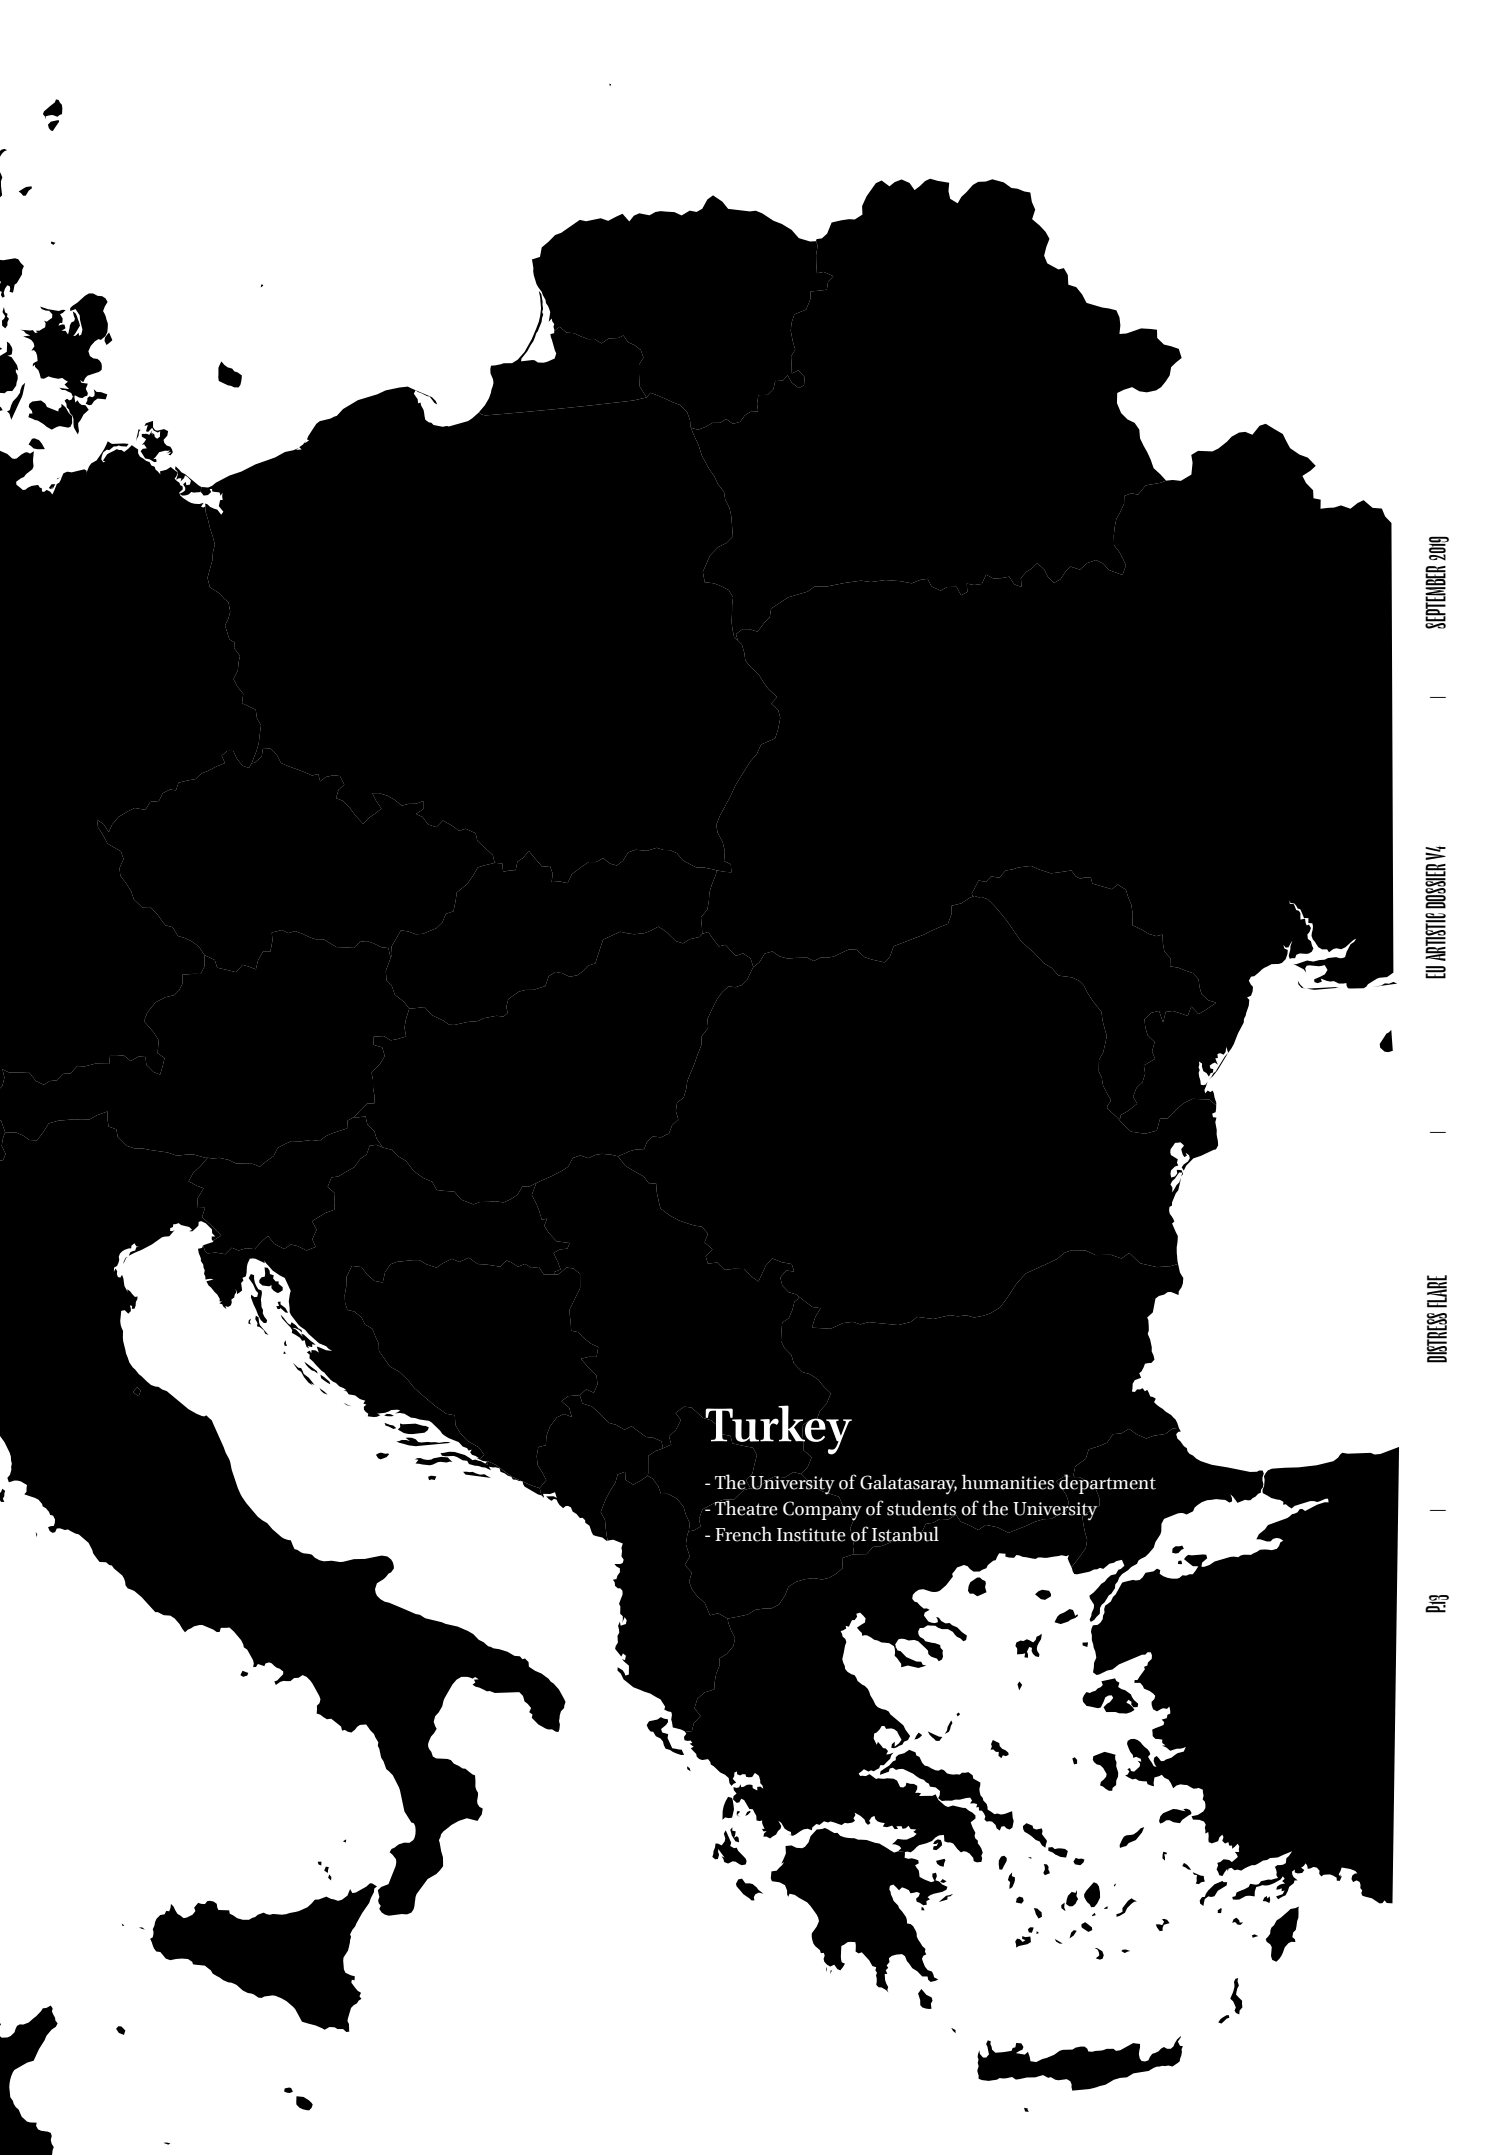 Turkey
- The University of Galatasaray, humanities department
- Theatre Company of students of the University
- French Institute of Istanbul
SEPTEMBER 2019
|
EU ARTISTIC DOSSIER V4
|
DISTRESS FLARE
|
P.13